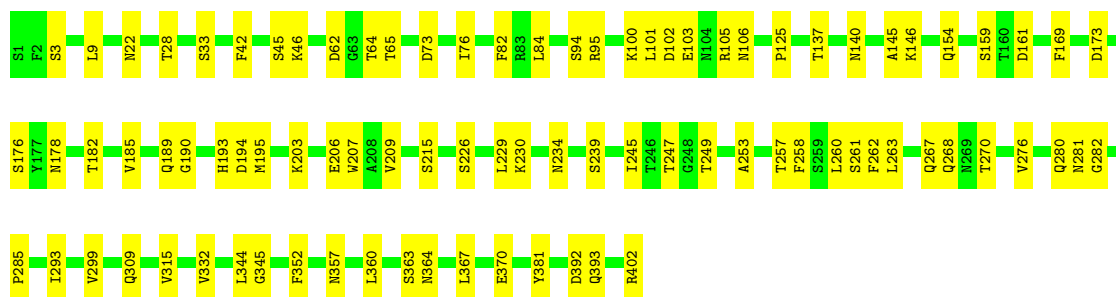 S1 F2 S3 L9 N22 T28 S33 F42 S45 K46 D62 G63 T64 T65 D73 I76 F82 R83 L84 S94 R95 K100 L101 D102 E103 N104 R105 N106 P125 T137 N140 A145 K146 Q154 S159 T160 D161 F169 D173
S176 Y177 N178 T182 V185 Q189 G190 H193 D194 M195 K203 E206 W207 A208 V209 S215 S226 L229 K230 N234 S239 I245 T246 T247 G248 T249 A253 T257 F258 S259 L260 S261 F262 L263 Q267 Q268 N269 T270 V276 Q280 N281 G282
P285 I293 V299 Q309 V315 V332 L344 G345 F352 N357 L360 S363 N364 L367 E370 Y381 D392 Q393 R402